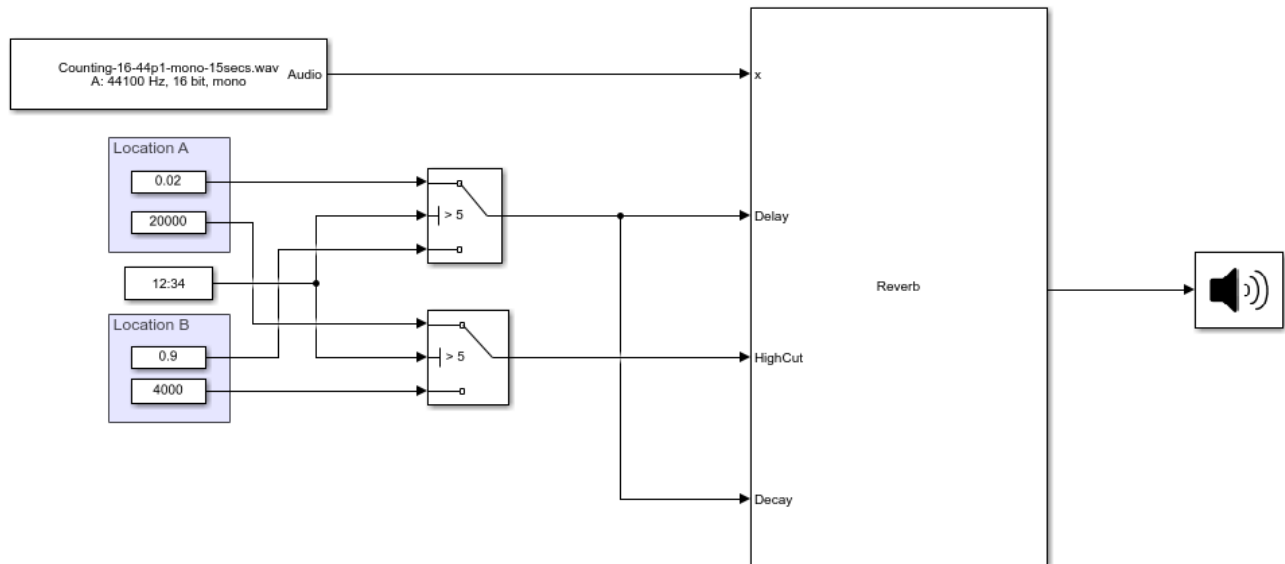 Counting-16-44p1-mono-15secs.wav
A: 44100 Hz, 16 bit, mono
Audio
x
Location A
0.02
20000
> 5
Delay
12:34
Reverb
Location B
0.9
4000
> 5
HighCut
Decay